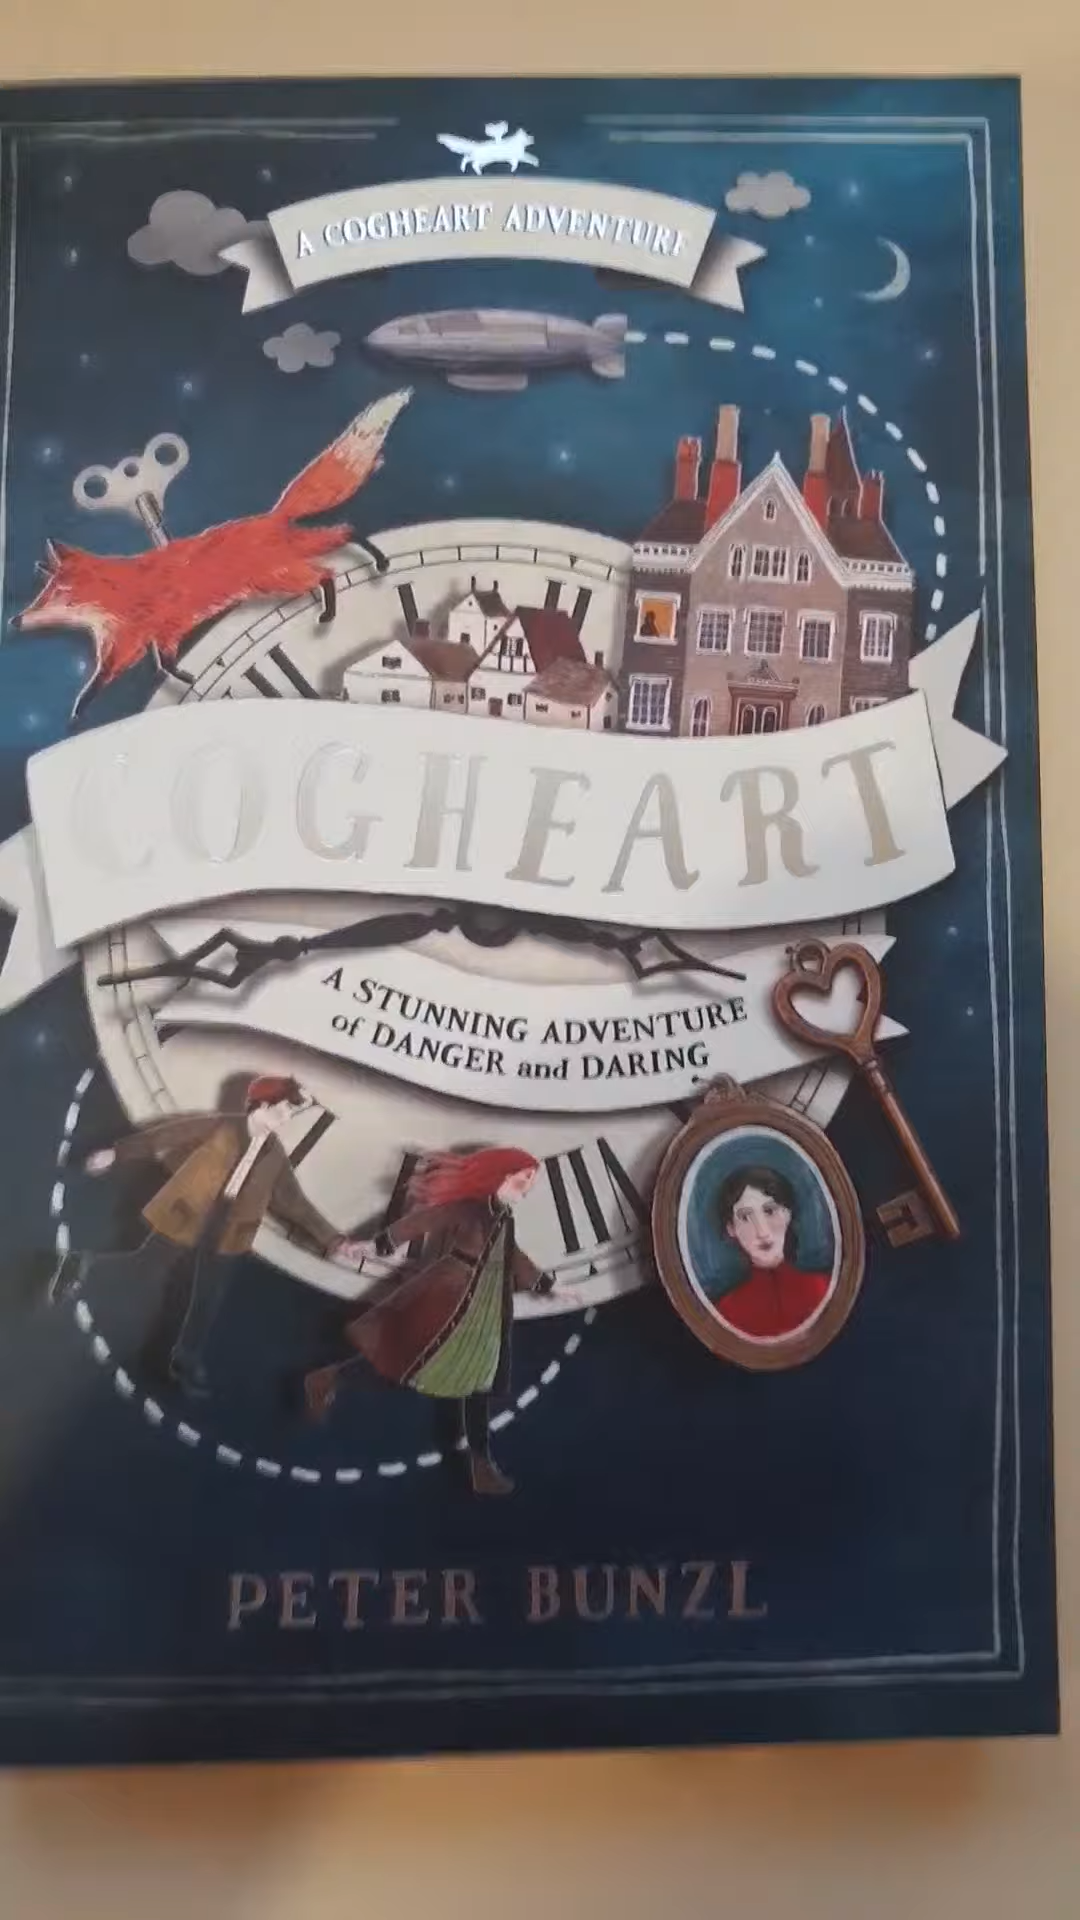 A COGHEART ADVENTURE
COGHEART
A STUNNING ADVENTURE
of DANGER and DARING
PETER BUNZL